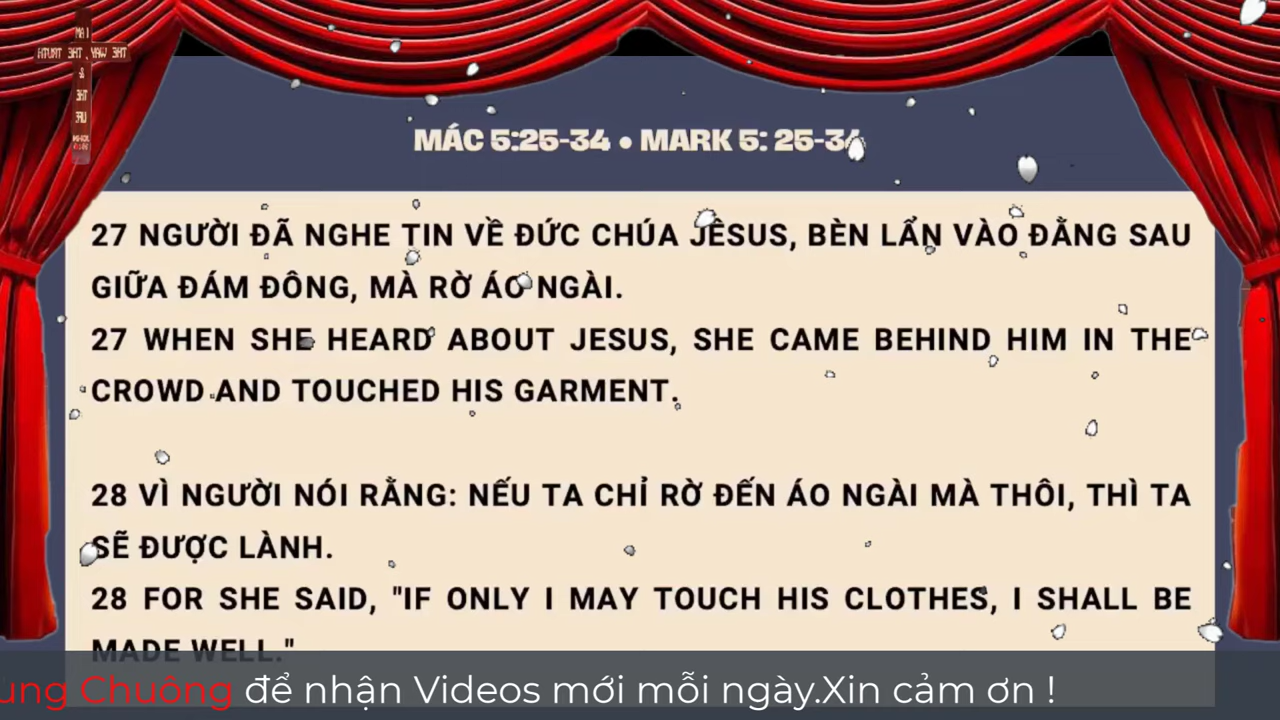 MÁC 5:25-34 • MARK 5: 25-34
27 NGƯỜI ĐÃ NGHE TIN VỀ ĐỨC CHÚA JÊSUS, BÈN LẨN VÀO ĐẰNG SAU
GIỮA ĐÁM ĐÔNG, MÀ RỜ ÁO NGÀI.
27 WHEN SHE HEARD ABOUT JESUS, SHE CAME BEHIND HIM IN THE
CROWD AND TOUCHED HIS GARMENT.
28 VÌ NGƯỜI NÓI RẰNG: NẾU TA CHỈ RỜ ĐẾN ÁO NGÀI MÀ THÔI, THÌ TA
SẼ ĐƯỢC LÀNH.
28 FOR SHE SAID, "IF ONLY I MAY TOUCH HIS CLOTHES, I SHALL BE
MADE WELL."
ung Chuông để nhận Videos mới mỗi ngày.Xin cảm ơn !